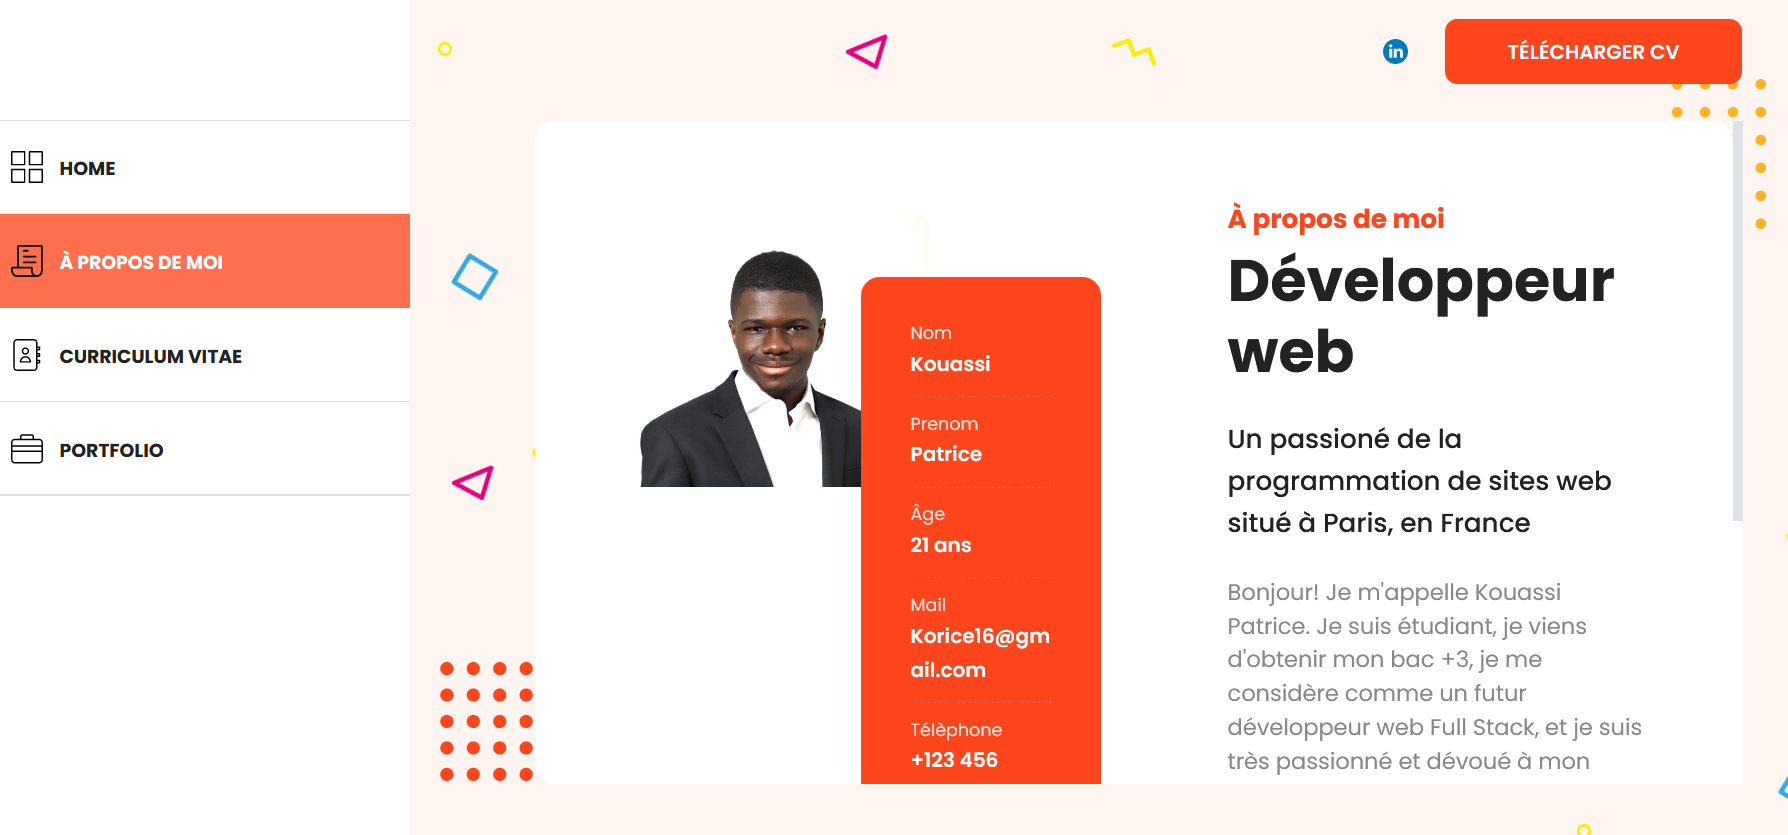 TÉLÉCHARGER CV
HOME
À PROPOS DE MOI
CURRICULUM VITAE
PORTFOLIO
Nom
Kouassi
Prenom
Patrice
Âge
21 ans
Mail
Korice16@gm
ail.com
Télèphone
+123 456
À propos de moi
Développeur
web
Un passioné de la
programmation de sites web
situé à Paris, en France
Bonjour! Je m'appelle Kouassi
Patrice. Je suis étudiant, je viens
d'obtenir mon bac +3, je me
considère comme un futur
développeur web Full Stack, et je suis
très passionné et dévoué à mon